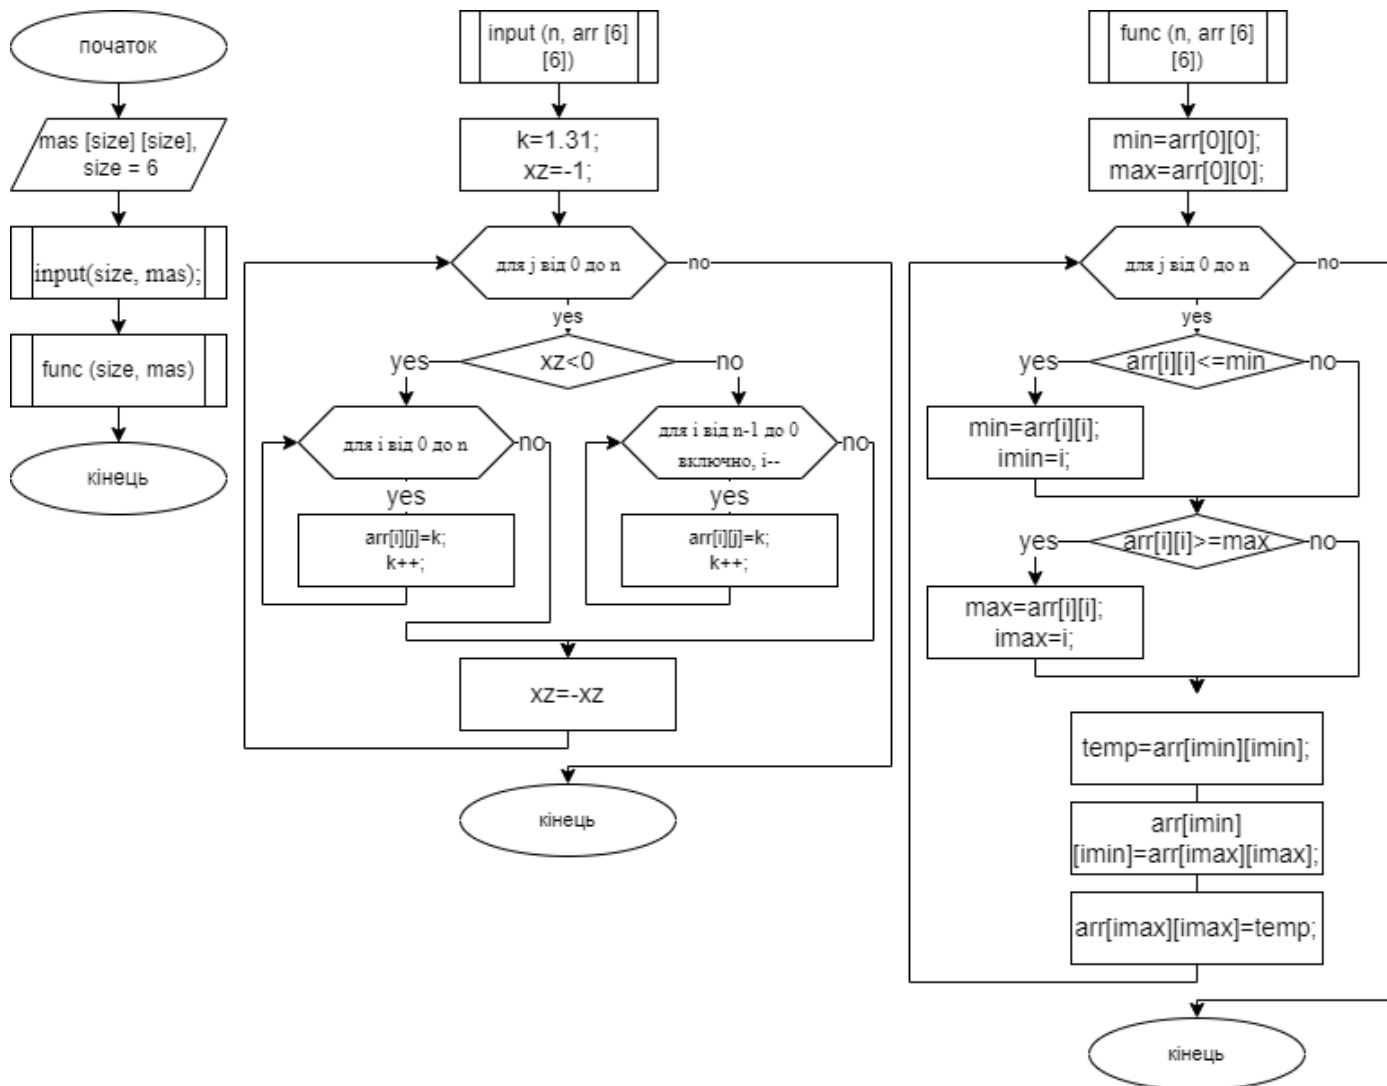 початок
mas [size] [size],
size = 6
input(size, mas);
func (size, mas)
кінець
input (n, arr [6]
[6])
k=1.31;
xz=-1;
для j від 0 до n
no
yes
xz<0
yes
no
для i від 0 до n
no
yes
arr[i][j]=k;
k++;
для i від n-1 до 0
включно, i--
no
yes
arr[i][j]=k;
k++;
xz=-xz
кінець
func (n, arr [6]
[6])
min=arr[0][0];
max=arr[0][0];
для j від 0 до n
no
yes
arr[i][i]<=min
yes
no
min=arr[i][i];
imin=i;
arr[i][i]>=max
yes
no
max=arr[i][i];
imax=i;
temp=arr[imin][imin];
arr[imin]
[imin]=arr[imax][imax];
arr[imax][imax]=temp;
кінець